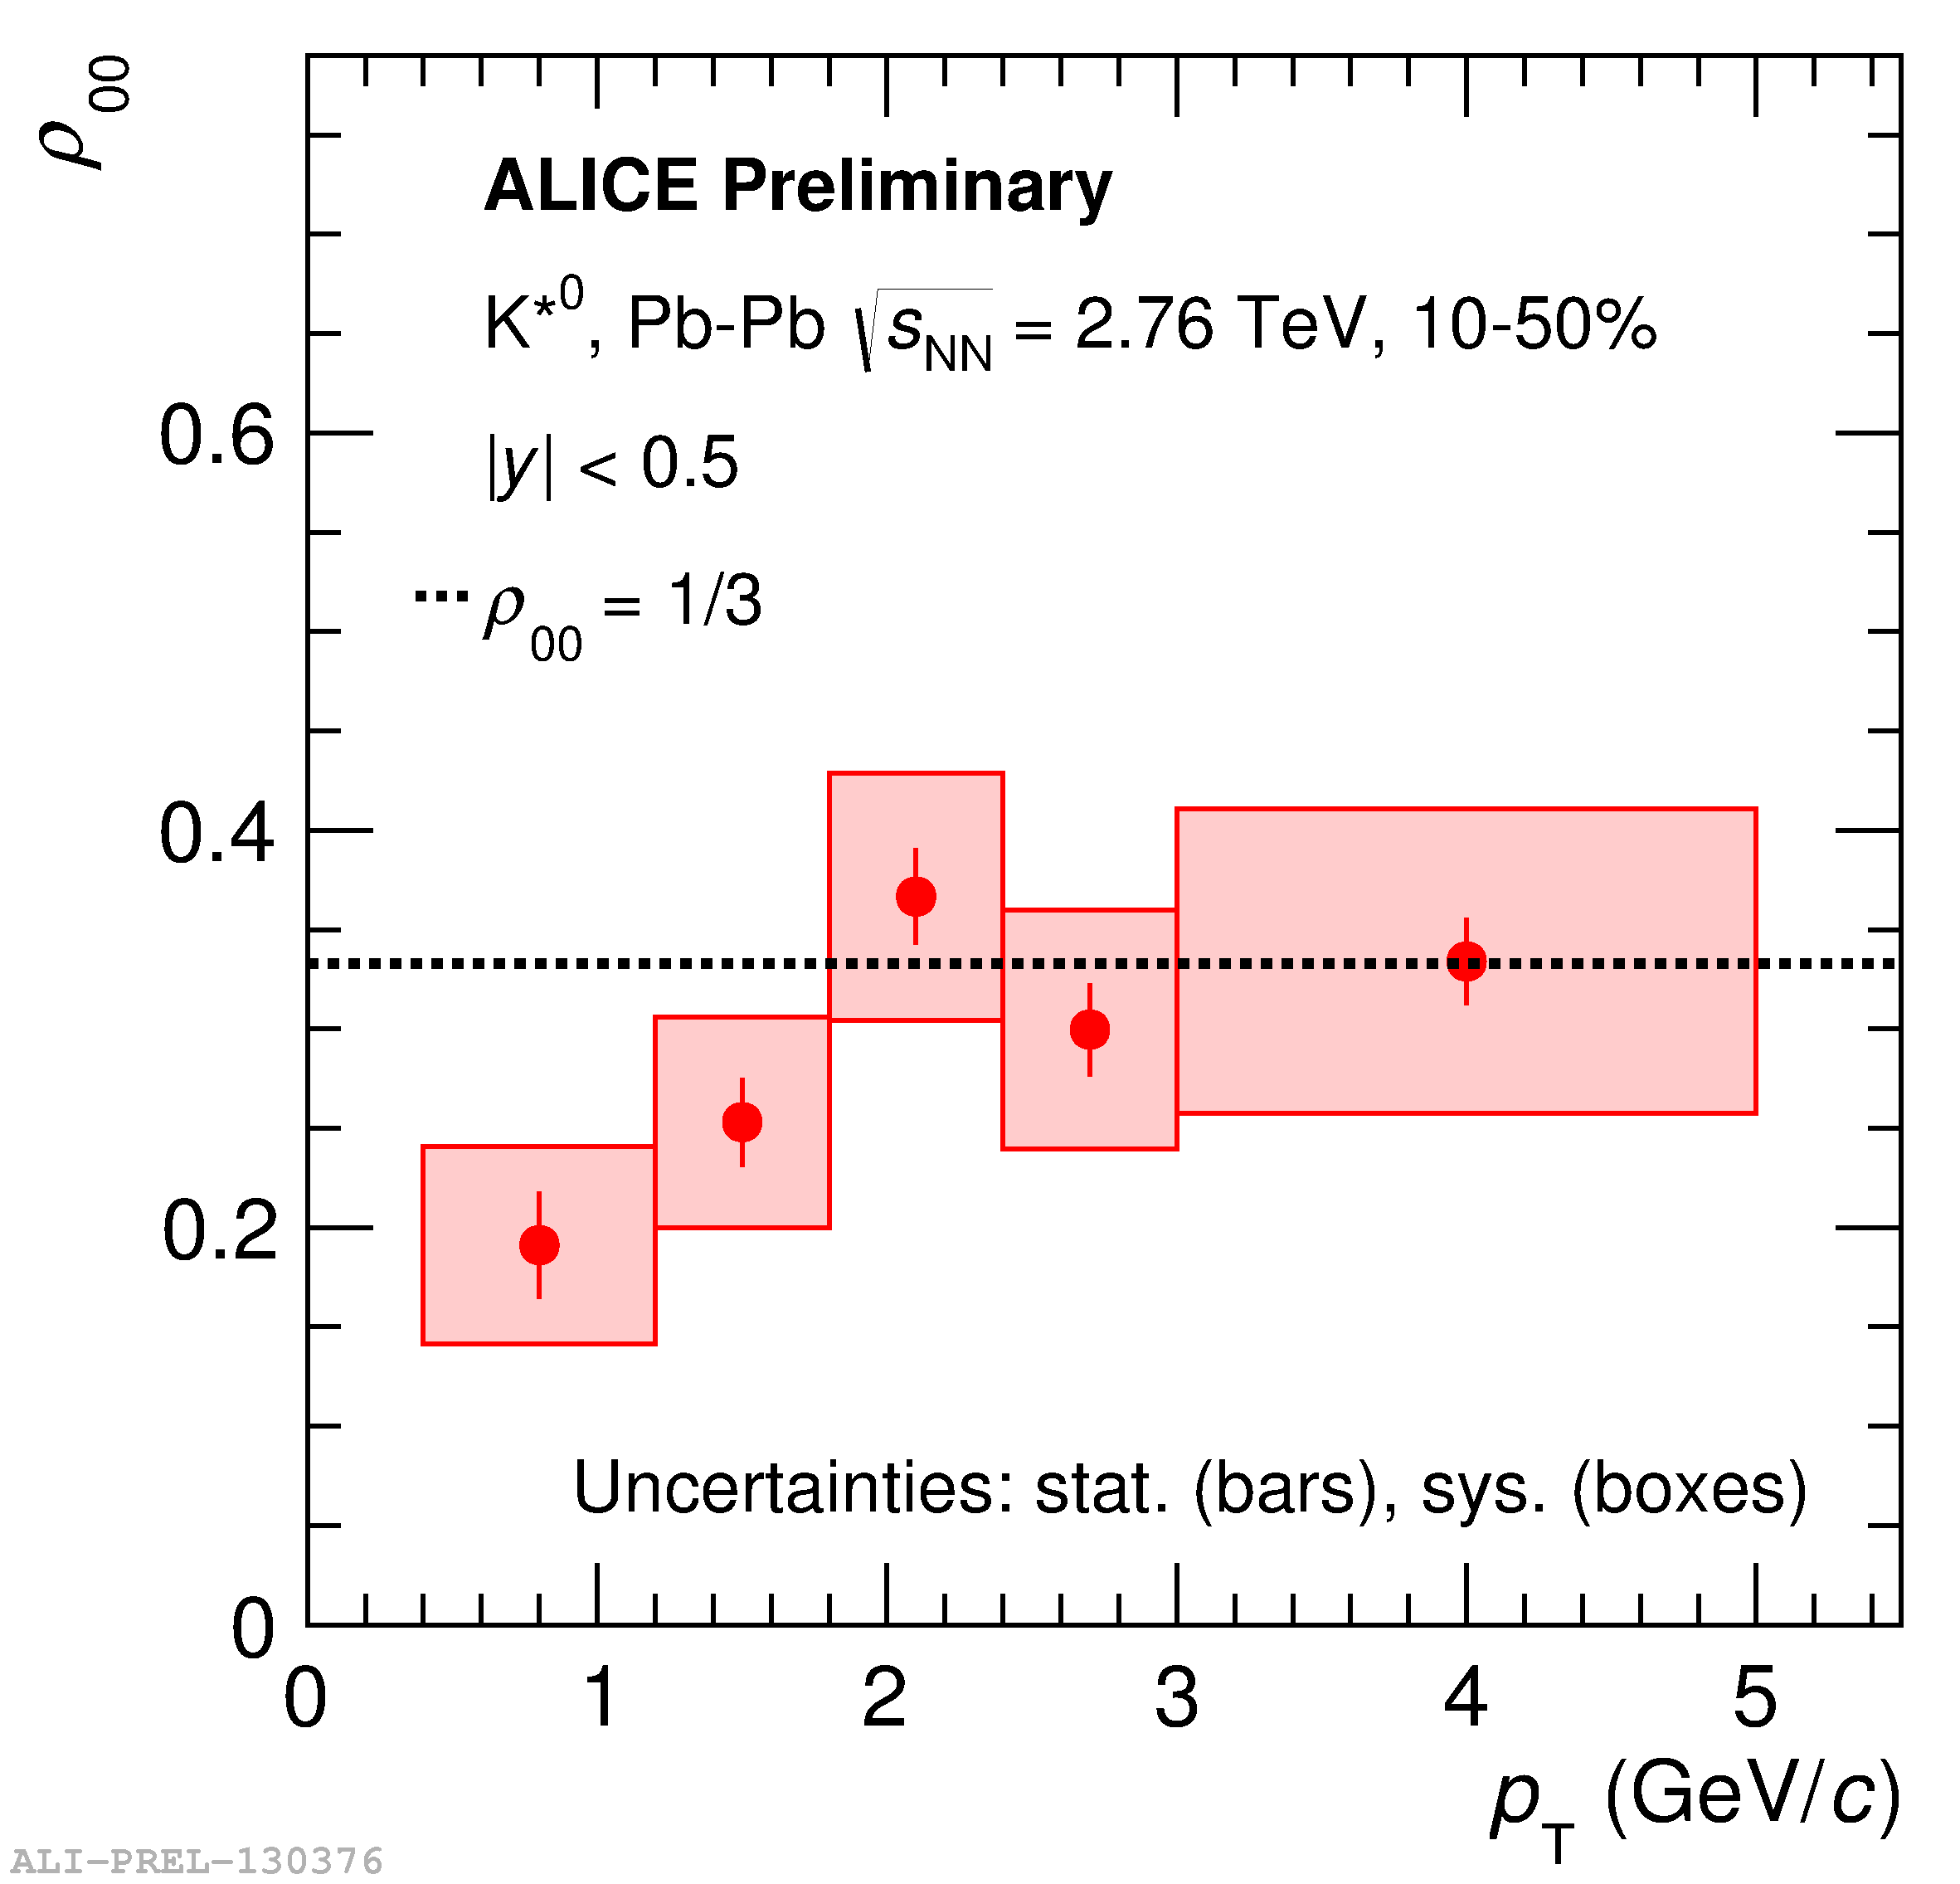 ρ00
ALICE Preliminary
K*0, Pb-Pb √sNN = 2.76 TeV, 10-50%
|y| < 0.5
ρ00 = 1/3
0.6
0.4
0.2
0
Uncertainties: stat. (bars), sys. (boxes)
0 1 2 3 4 5
pT (GeV/c)
ALI-PREL-130376